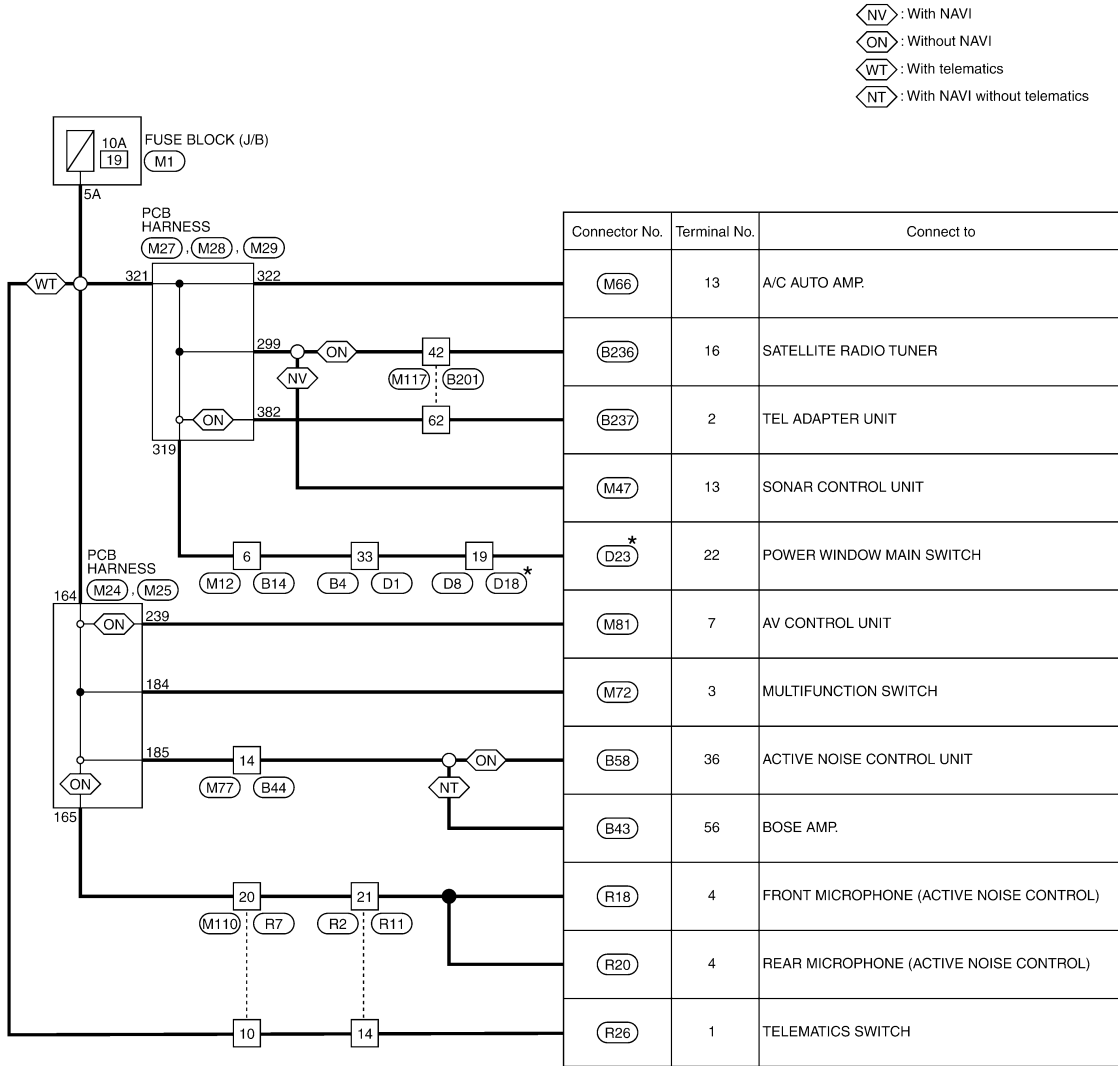 NV : With NAVI
ON : Without NAVI
WT : With telematics
NT : With NAVI without telematics
10A
19
FUSE BLOCK (J/B)
M1
5A
PCB
HARNESS
M27 , M28 , M29
Connector No. Terminal No. Connect to
WT 321 322 M66 13 A/C AUTO AMP.
299 ON 42 B236 16 SATELLITE RADIO TUNER
NV M117 B201
ON 382 62 B237 2 TEL ADAPTER UNIT
319
M47 13 SONAR CONTROL UNIT
6 33 19 D23 * 22 POWER WINDOW MAIN SWITCH
M12 B14 B4 D1 D8 D18 *
PCB
HARNESS
M24 , M25
164
ON 239 M81 7 AV CONTROL UNIT
184 M72 3 MULTIFUNCTION SWITCH
185 14 ON B58 36 ACTIVE NOISE CONTROL UNIT
ON M77 B44 NT
165
B43 56 BOSE AMP.
20 21 R18 4 FRONT MICROPHONE (ACTIVE NOISE CONTROL)
M110 R7 R2 R11
R20 4 REAR MICROPHONE (ACTIVE NOISE CONTROL)
10 14 R26 1 TELEMATICS SWITCH